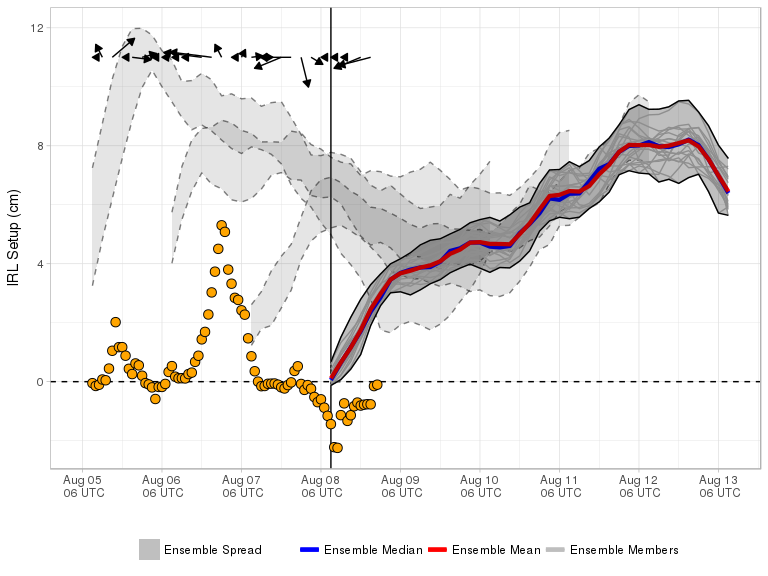 12
8
4
0
IRL Setup (cm)
Aug 05 Aug 06 Aug 07 Aug 08 Aug 09 Aug 10 Aug 11 Aug 12 Aug 13
06 UTC 06 UTC 06 UTC 06 UTC 06 UTC 06 UTC 06 UTC 06 UTC 06 UTC
Ensemble Spread Ensemble Median Ensemble Mean Ensemble Members